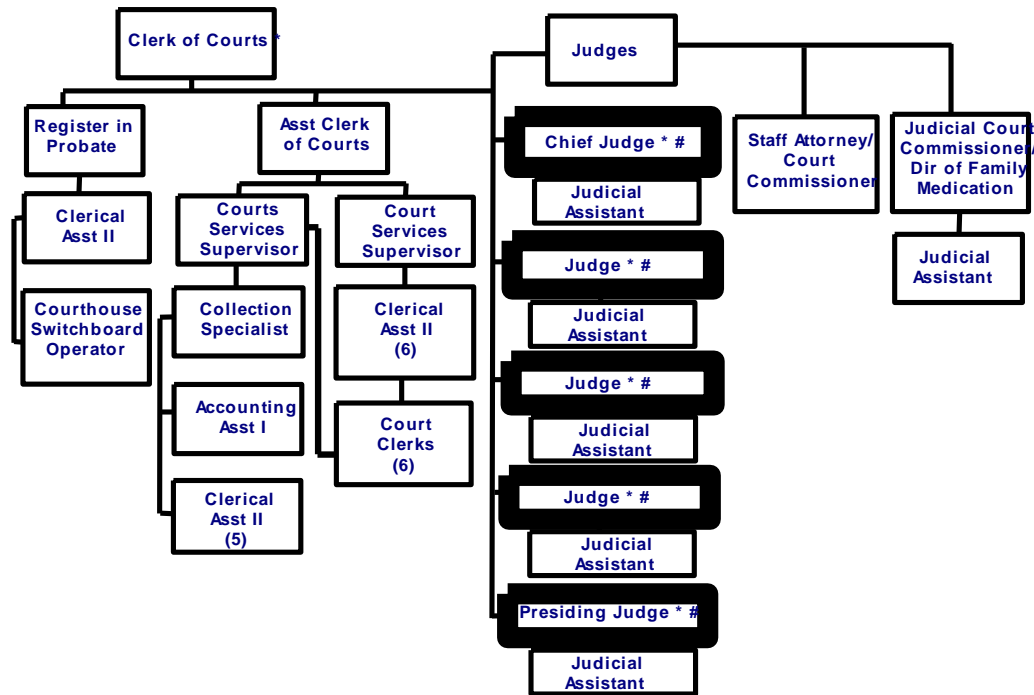 Clerk of Courts *
Judges
Register in
Probate
Asst Clerk
of Courts
Chief Judge * #
Judicial
Assistant
Staff Attorney/
Court
Commissioner
Judicial Court
Commissioner/
Dir of Family
Medication
Judicial
Assistant
Clerical
Asst II
Courts
Services
Supervisor
Court
Services
Supervisor
Judge * #
Judicial
Assistant
Courthouse
Switchboard
Operator
Collection
Specialist
Clerical
Asst II
(6)
Judge * #
Judicial
Assistant
Accounting
Asst I
Court
Clerks
(6)
Judge * #
Judicial
Assistant
Clerical
Asst II
(5)
Presiding Judge * #
Judicial
Assistant